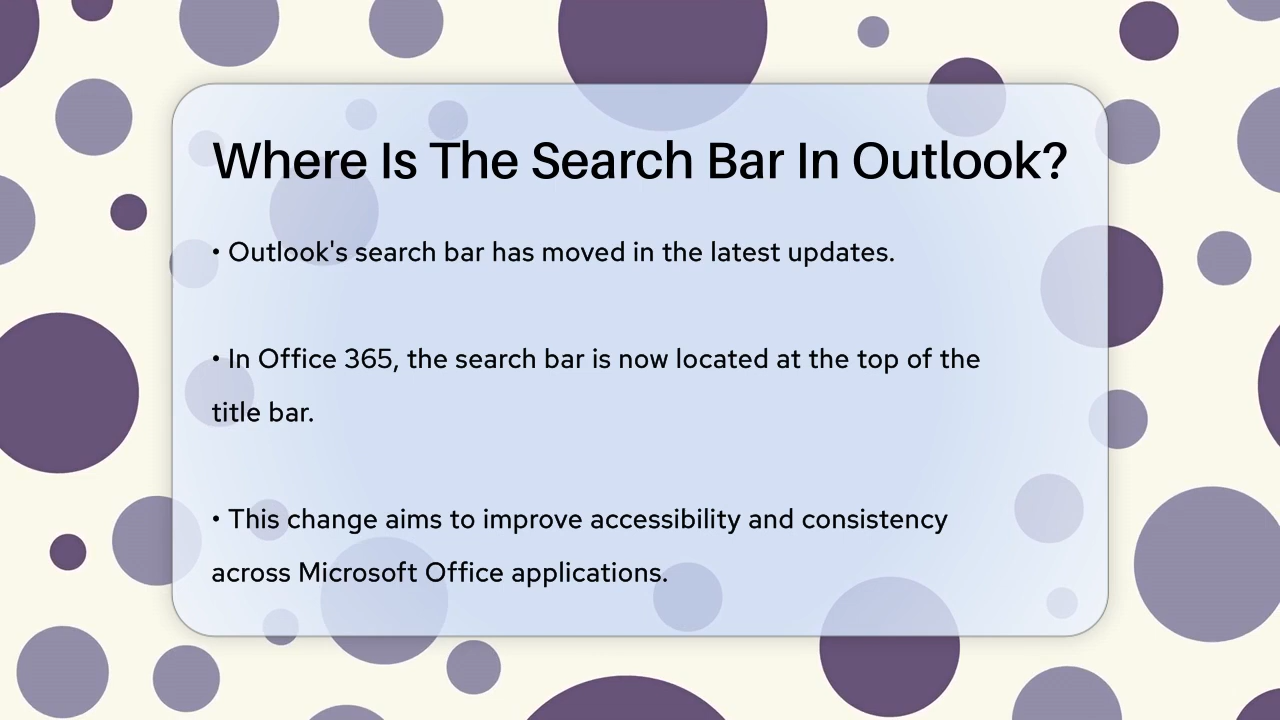 Where Is The Search Bar In Outlook?
• Outlook's search bar has moved in the latest updates.
• In Office 365, the search bar is now located at the top of the
title bar.
• This change aims to improve accessibility and consistency
across Microsoft Office applications.